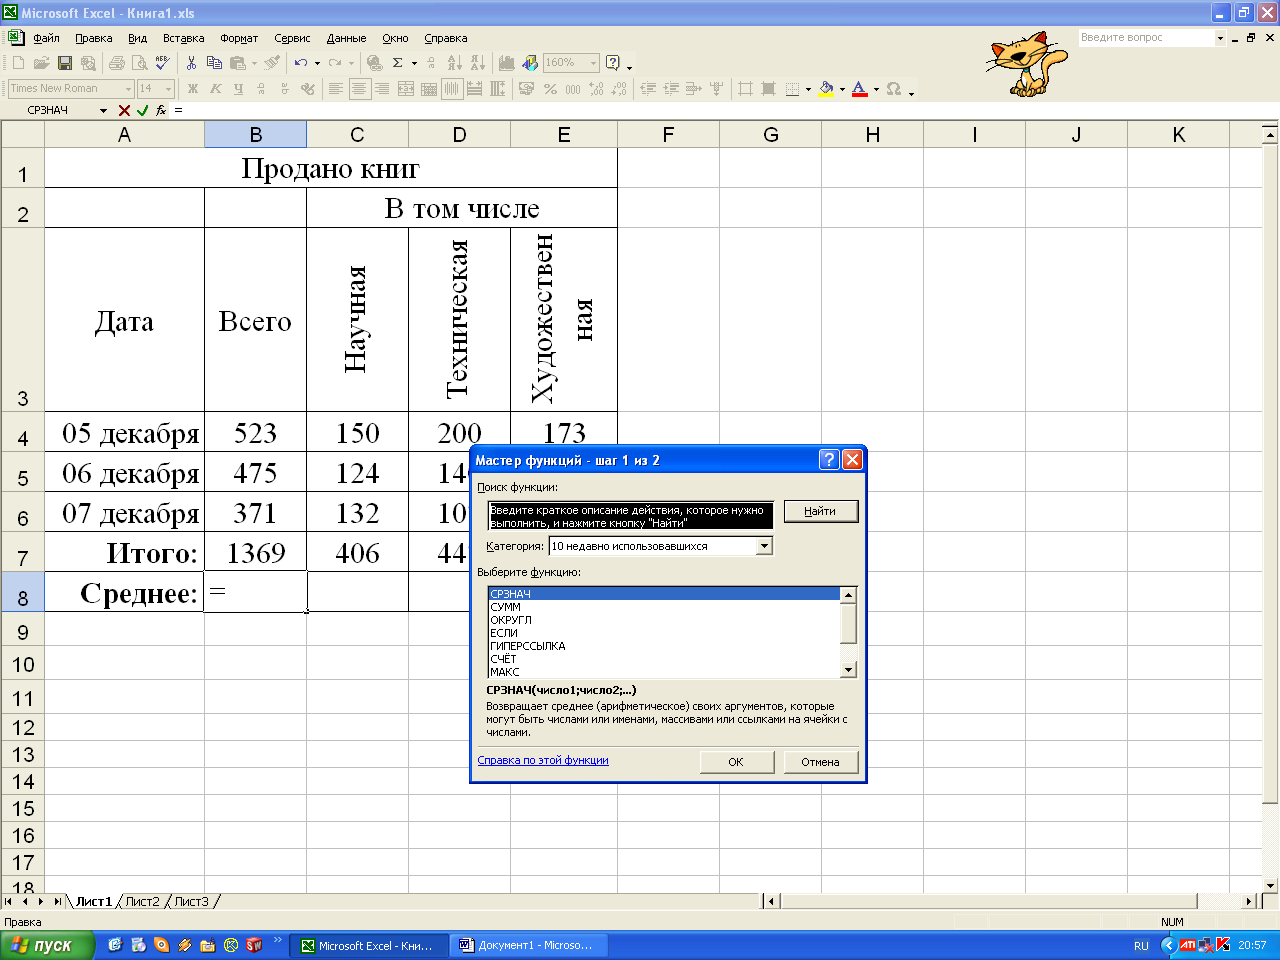 Microsoft Excel - Книга1.xls
Файл Правка Вид Вставка Формат Сервис Данные Окно Справка
Введите вопрос
160%
Times New Roman 14
СРЗНАЧ =
A B C D E F G H I J K
1 Продано книг
2 В том числе
3 Дата Всего Научная Техническая Художествен
ная
4 05 декабря 523 150 200 173
5 06 декабря 475 124
6 07 декабря 371 132
7 Итого: 1369 406
8 Среднее: =
9
10
11
12
13
14
15
16
17
18
Мастер функций - шаг 1 из 2
Поиск функции:
Введите краткое описание действия, которое нужно
выполнить, и нажмите кнопку "Найти"
Найти
Категория: 10 недавно использовавшихся
Выберите функцию:
СРЗНАЧ
СУММ
ОКРУГЛ
ЕСЛИ
ГИПЕРССЫЛКА
СЧЁТ
МАКС
СРЗНАЧ(число1;число2;...)
Возвращает среднее (арифметическое) своих аргументов, которые
могут быть числами или именами, массивами или ссылками на ячейки с
числами.
Справка по этой функции OK Отмена
Лист1 Лист2 Лист3
Правка NUM
пуск Microsoft Excel - Кни... Документ1 - Microso... RU 20:57